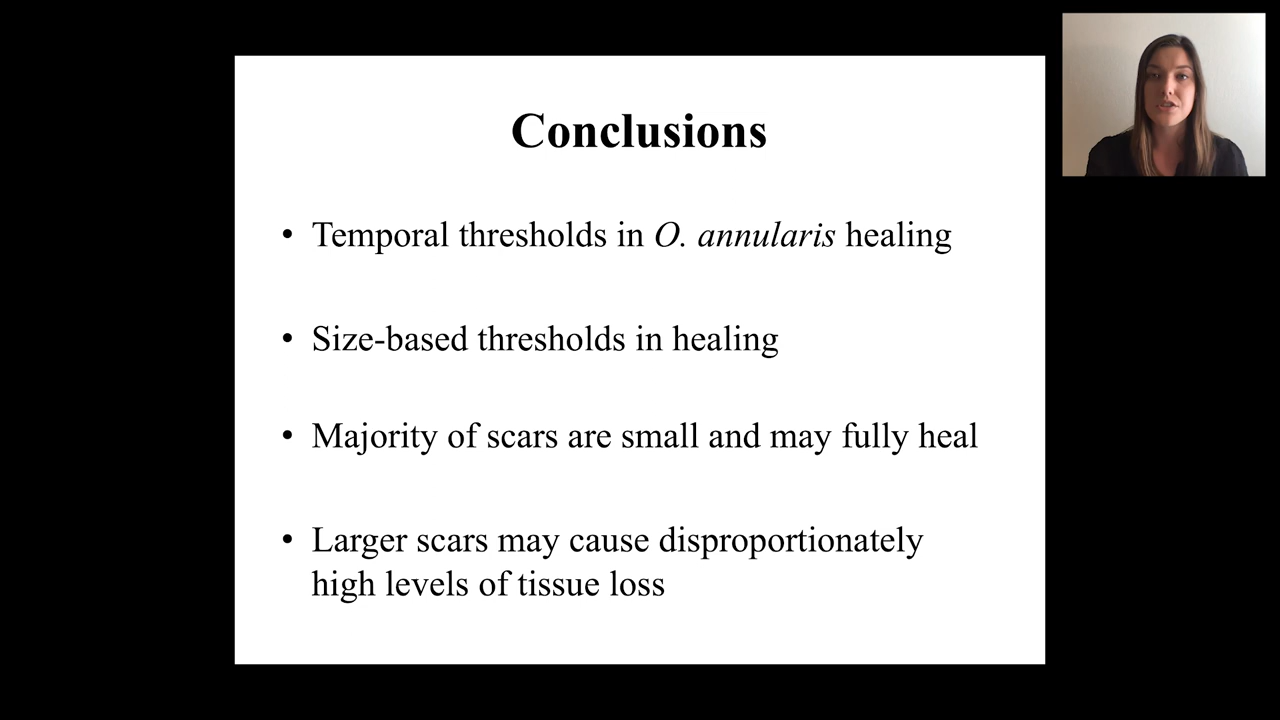 Conclusions
• Temporal thresholds in O. annularis healing
• Size-based thresholds in healing
• Majority of scars are small and may fully heal
• Larger scars may cause disproportionately
high levels of tissue loss